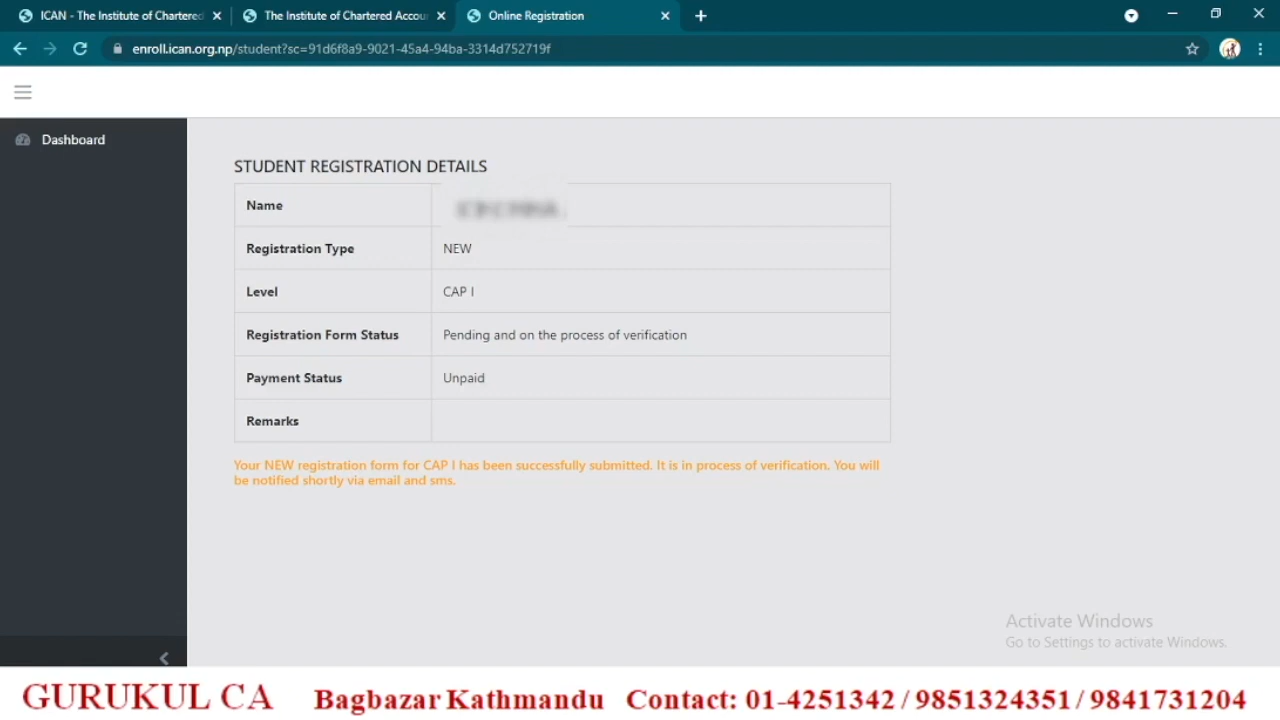 ICAN - The Institute of Chartered
The Institute of Chartered Accou
Online Registration
enroll.ican.org.np/student?sc=91d6f8a9-9021-45a4-94ba-3314d752719f
Dashboard
STUDENT REGISTRATION DETAILS
Name
Registration Type NEW
Level CAP I
Registration Form Status Pending and on the process of verification
Payment Status Unpaid
Remarks
Your NEW registration form for CAP I has been successfully submitted. It is in process of verification. You will
be notified shortly via email and sms.
Activate Windows
Go to Settings to activate Windows.
GURUKUL CA Bagbazar Kathmandu Contact: 01-4251342 / 9851324351 / 9841731204